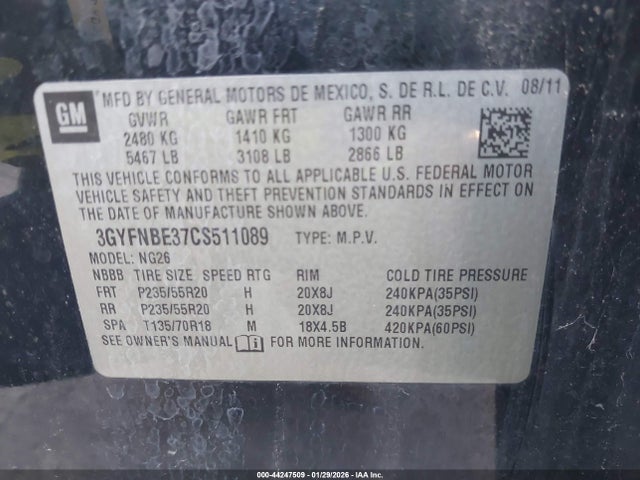 GM
MFD BY GENERAL MOTORS DE MEXICO, S. DE R.L. DE C.V. 08/11
GVWR GAWR FRT GAWR RR
2480 KG 1410 KG 1300 KG
5467 LB 3108 LB 2866 LB
THIS VEHICLE CONFORMS TO ALL APPLICABLE U.S. FEDERAL MOTOR
VEHICLE SAFETY AND THEFT PREVENTION STANDARDS IN EFFECT ON
THE DATE OF MANUFACTURE SHOWN ABOVE.
3GYFNBE37CS511089 TYPE: M.P.V.
MODEL: NG26
NBBB TIRE SIZE SPEED RTG RIM COLD TIRE PRESSURE
FRT P235/55R20 H 20X8J 240KPA(35PSI)
RR P235/55R20 H 20X8J 240KPA(35PSI)
SPA T135/70R18 M 18X4.5B 420KPA(60PSI)
SEE OWNER'S MANUAL FOR MORE INFORMATION.
000-44247509 - 01/29/2026 - IAA Inc.